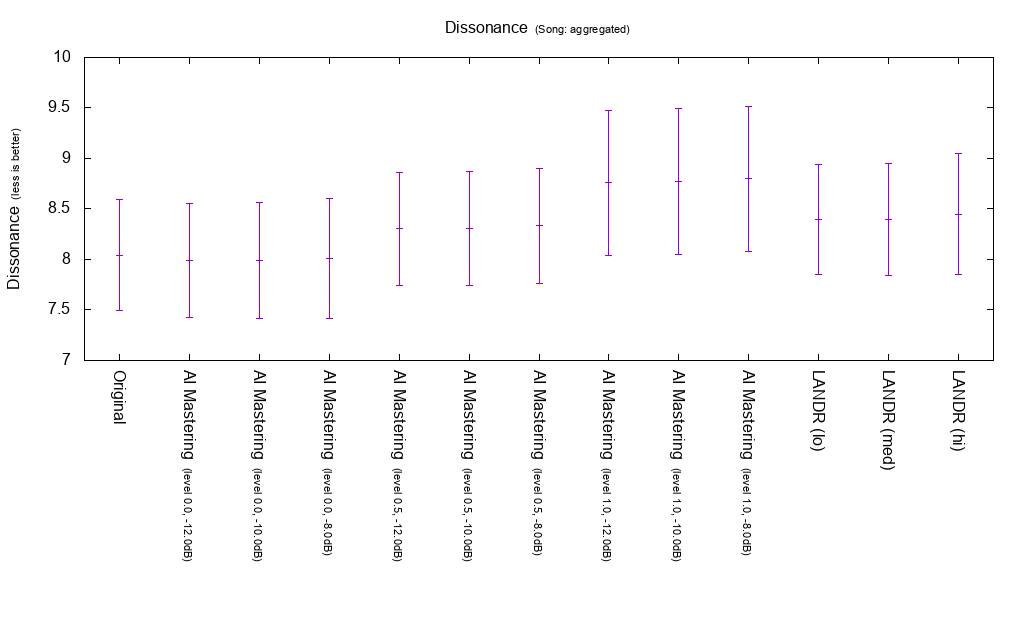 Dissonance (Song: aggregated)
Dissonance (less is better)
10
9.5
9
8.5
8
7.5
7
Original
AI Mastering (level 0.0, -12.0dB)
AI Mastering (level 0.0, -10.0dB)
AI Mastering (level 0.0, -8.0dB)
AI Mastering (level 0.5, -12.0dB)
AI Mastering (level 0.5, -10.0dB)
AI Mastering (level 0.5, -8.0dB)
AI Mastering (level 1.0, -12.0dB)
AI Mastering (level 1.0, -10.0dB)
AI Mastering (level 1.0, -8.0dB)
LANDR (lo)
LANDR (med)
LANDR (hi)